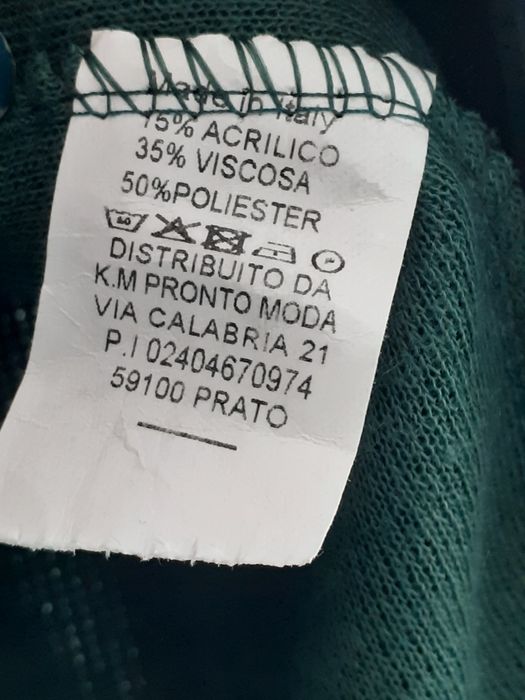 Made in Italy
15% ACRILICO
35% VISCOSA
50%POLIESTER
DISTRIBUITO DA
K.M PRONTO MODA
VIA CALABRIA 21
P.I 02404670974
59100 PRATO